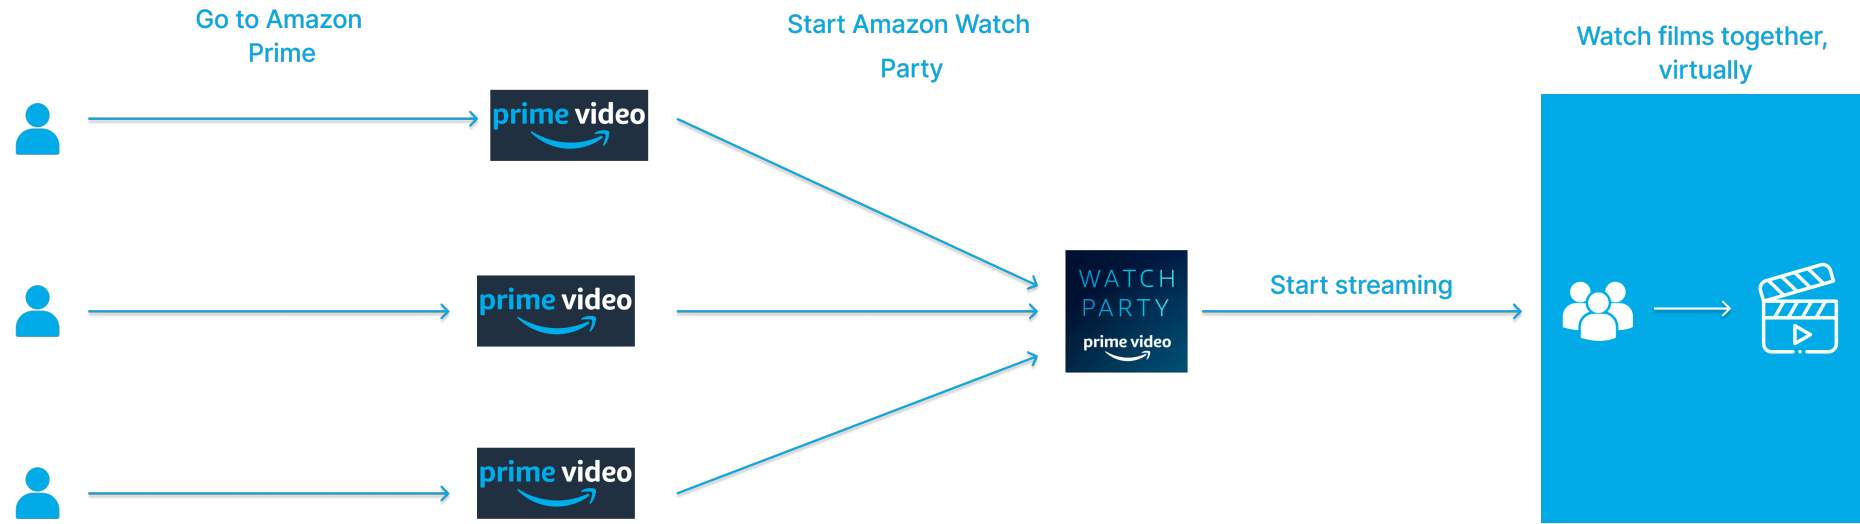 Go to Amazon
Prime
Start Amazon Watch
Party
Watch films together,
virtually
prime video
prime video
prime video
WATCH
PARTY
prime video
Start streaming